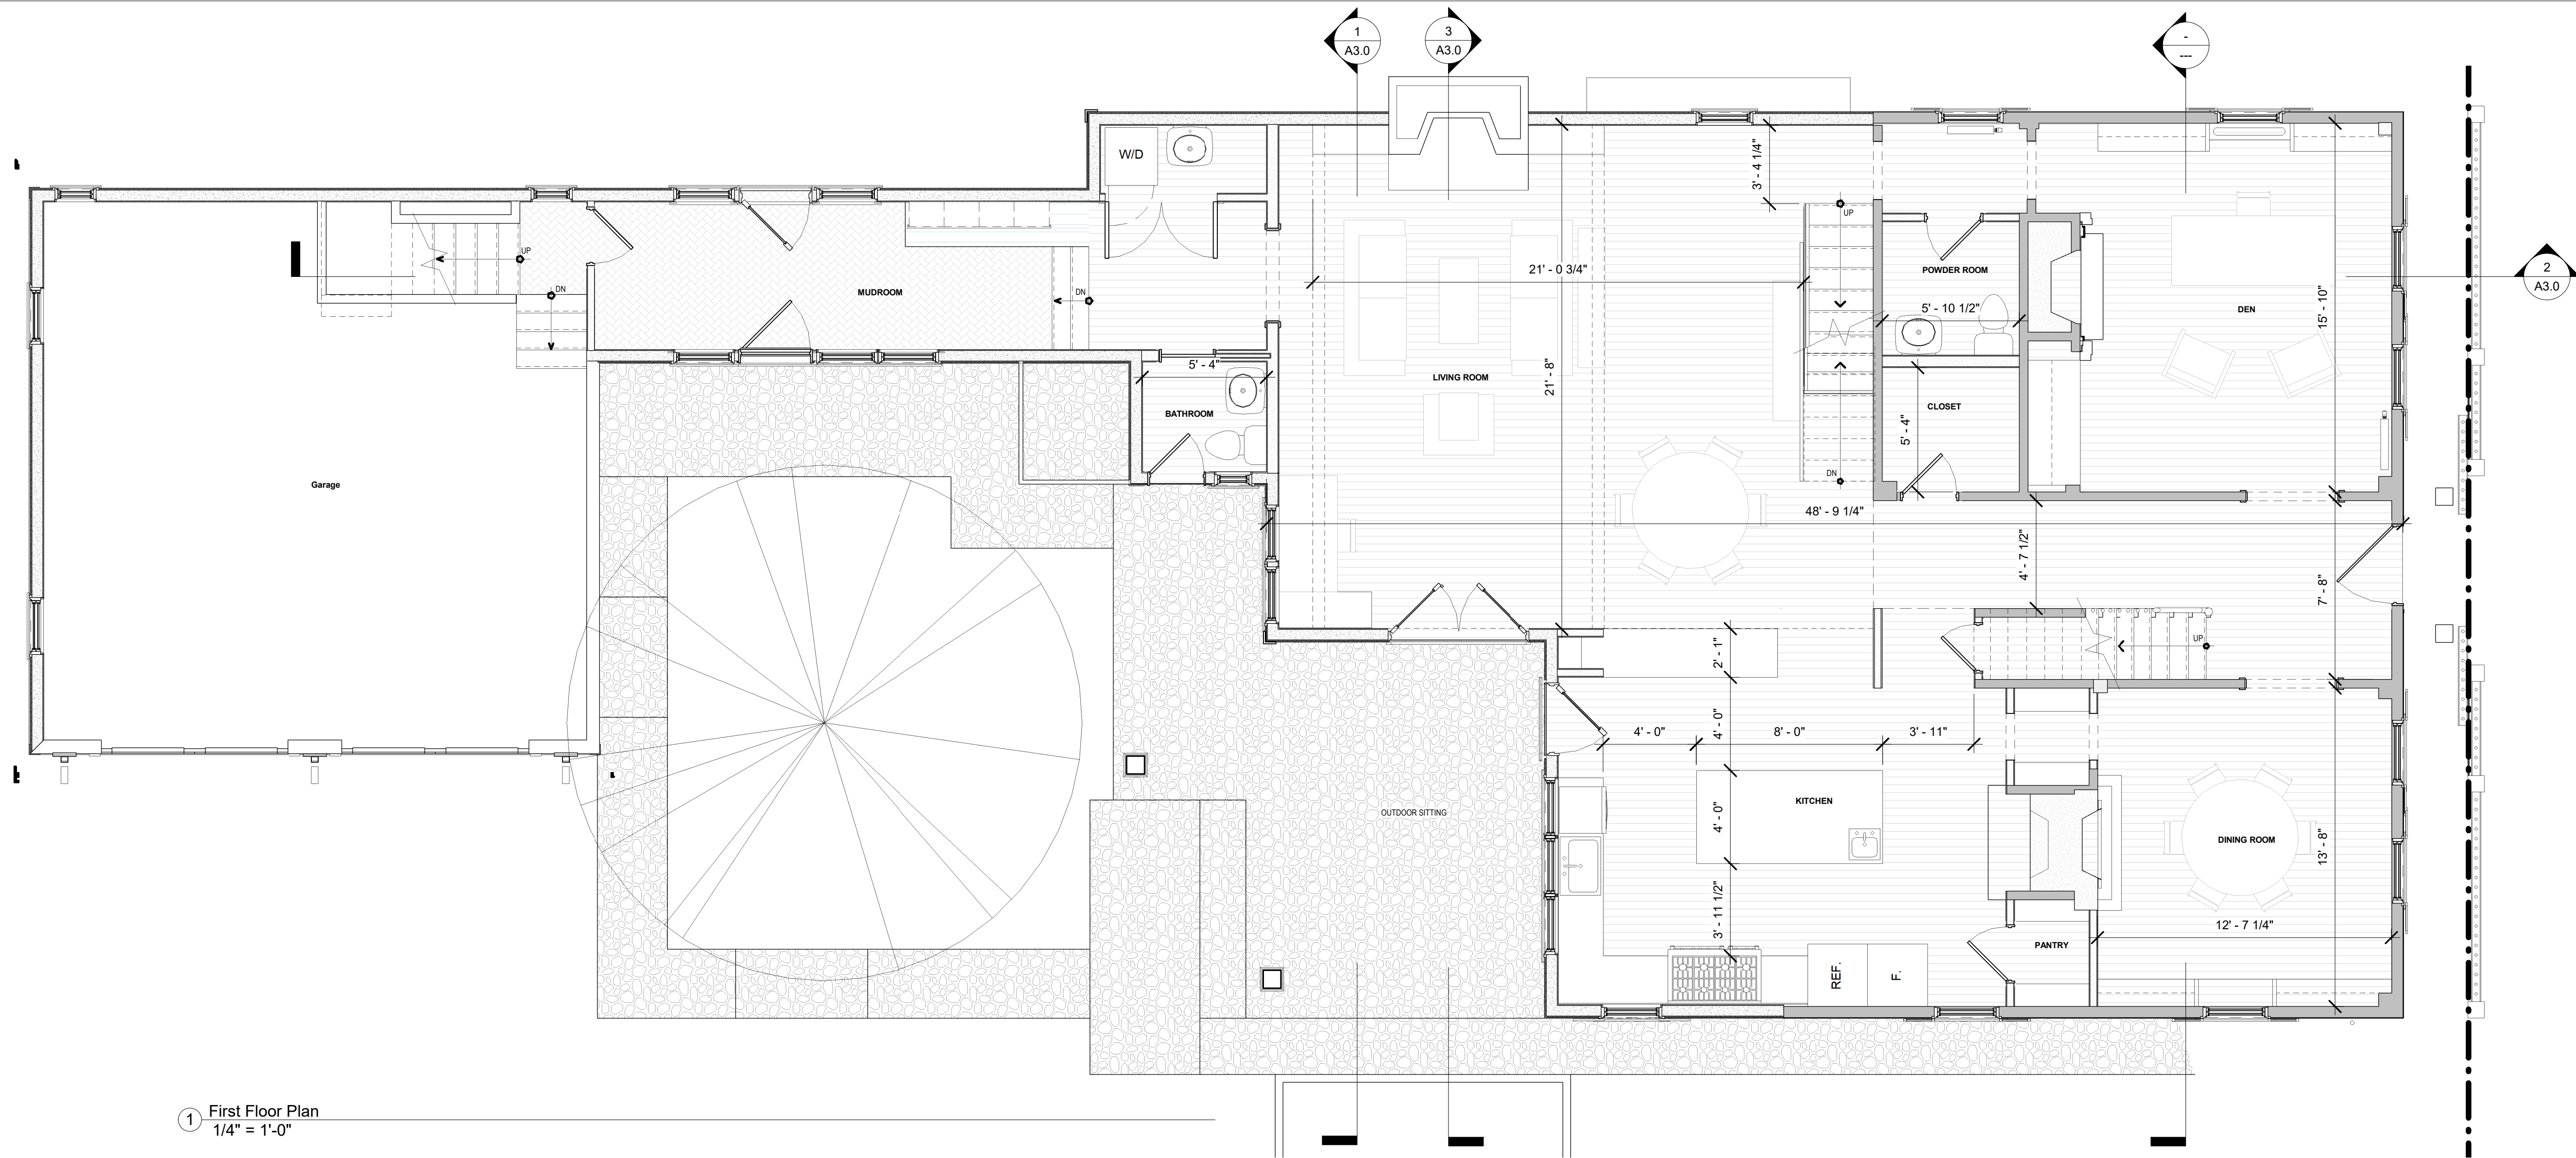 1
A3.0
3
A3.0
-
---
W/D
3' - 4 1/4"
UP
UP
DN
DN
MUDROOM
21' - 0 3/4"
POWDER ROOM
5' - 10 1/2"
DEN
15' - 10"
2
A3.0
5' - 4"
BATHROOM
LIVING ROOM
21' - 8"
CLOSET
5' - 4"
DN
Garage
48' - 9 1/4"
4' - 7 1/2"
7' - 8"
2' - 1"
UP
4' - 0"
4' - 0"
8' - 0"
3' - 11"
OUTDOOR SITTING
4' - 0"
KITCHEN
DINING ROOM
13' - 8"
3' - 11 1/2"
12' - 7 1/4"
PANTRY
REF.
F.
1
First Floor Plan
1/4" = 1'-0"